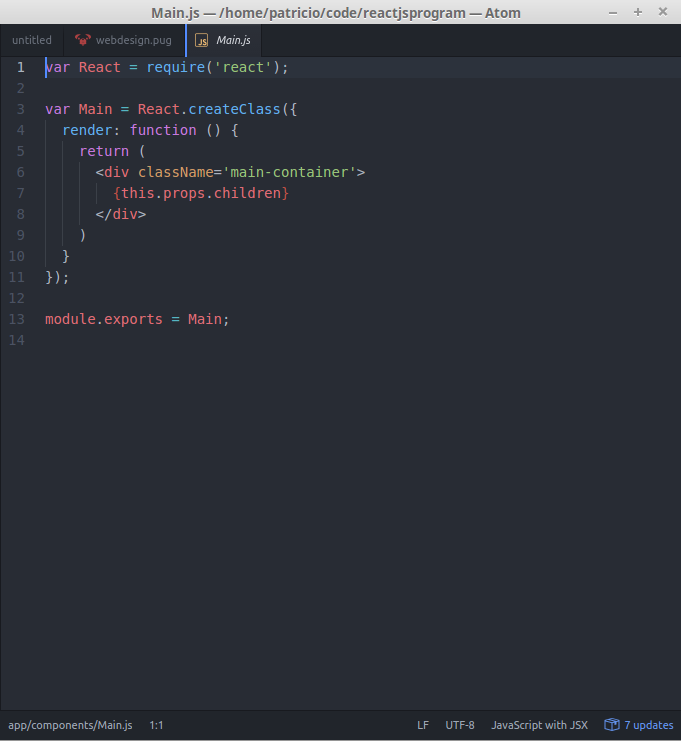 Main.js — /home/patricio/code/reactjsprogram — Atom
untitled webdesign.pug JS Main.js
1 var React = require('react');
2
3 var Main = React.createClass({
4 render: function () {
5 return (
6 <div className='main-container'>
7 {this.props.children}
8 </div>
9 )
10 }
11 });
12
13 module.exports = Main;
14
app/components/Main.js 1:1 LF UTF-8 JavaScript with JSX 7 updates